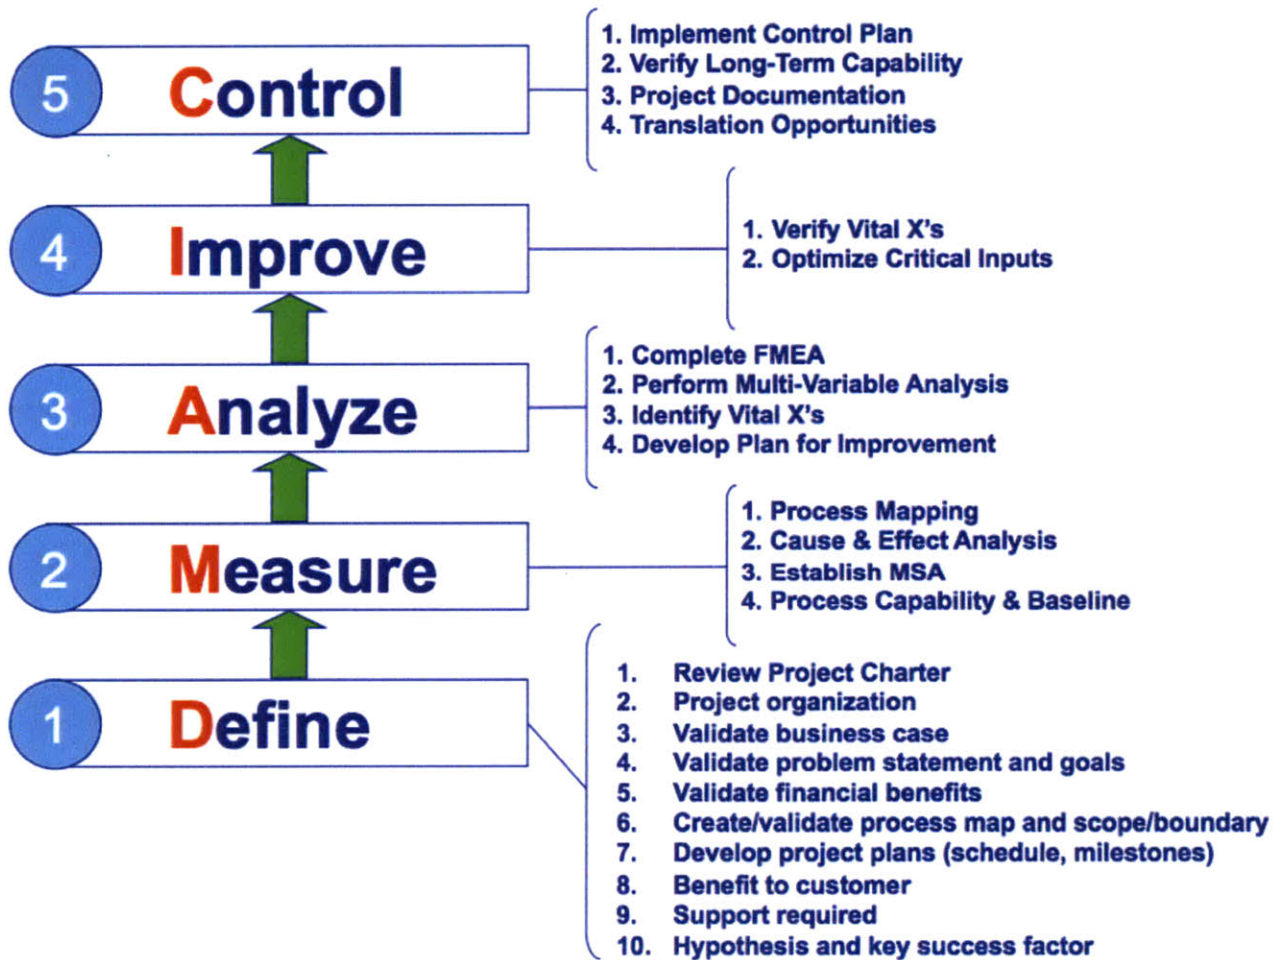 5
Control
1. Implement Control Plan
2. Verify Long-Term Capability
3. Project Documentation
4. Translation Opportunities
4
Improve
1. Verify Vital X's
2. Optimize Critical Inputs
3
Analyze
1. Complete FMEA
2. Perform Multi-Variable Analysis
3. Identify Vital X's
4. Develop Plan for Improvement
2
Measure
1. Process Mapping
2. Cause & Effect Analysis
3. Establish MSA
4. Process Capability & Baseline
1
Define
1. Review Project Charter
2. Project organization
3. Validate business case
4. Validate problem statement and goals
5. Validate financial benefits
6. Create/validate process map and scope/boundary
7. Develop project plans (schedule, milestones)
8. Benefit to customer
9. Support required
10. Hypothesis and key success factor